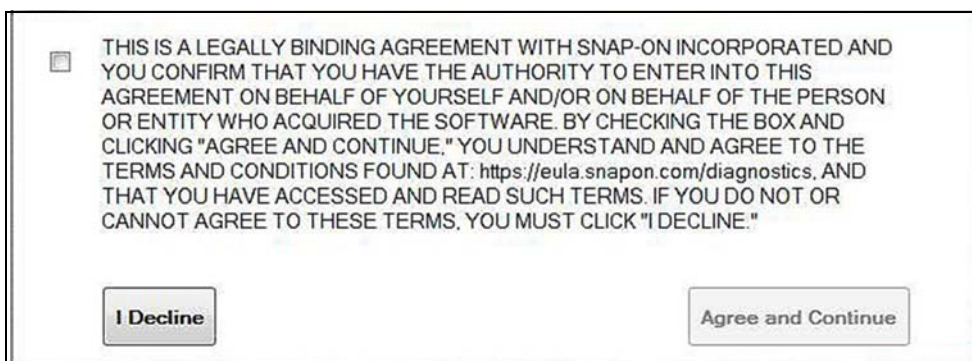 THIS IS A LEGALLY BINDING AGREEMENT WITH SNAP-ON INCORPORATED AND
YOU CONFIRM THAT YOU HAVE THE AUTHORITY TO ENTER INTO THIS
AGREEMENT ON BEHALF OF YOURSELF AND/OR ON BEHALF OF THE PERSON
OR ENTITY WHO ACQUIRED THE SOFTWARE. BY CHECKING THE BOX AND
CLICKING "AGREE AND CONTINUE," YOU UNDERSTAND AND AGREE TO THE
TERMS AND CONDITIONS FOUND AT: https://eula.snapon.com/diagnostics, AND
THAT YOU HAVE ACCESSED AND READ SUCH TERMS. IF YOU DO NOT OR
CANNOT AGREE TO THESE TERMS, YOU MUST CLICK "I DECLINE."
I Decline
Agree and Continue